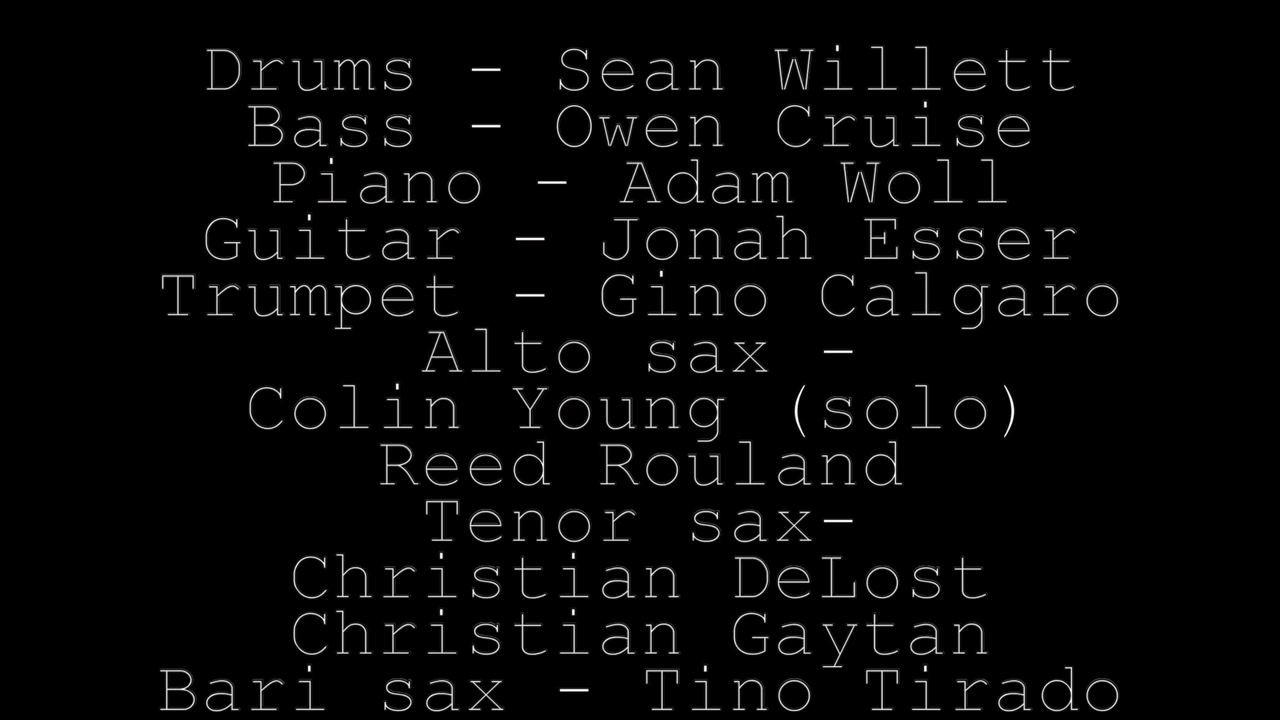 Drums - Sean Willett
Bass - Owen Cruise
Piano - Adam Woll
Guitar - Jonah Esser
Trumpet - Gino Calgaro
Alto sax -
Colin Young (solo)
Reed Rouland
Tenor sax-
Christian DeLost
Christian Gaytan
Bari sax - Tino Tirado